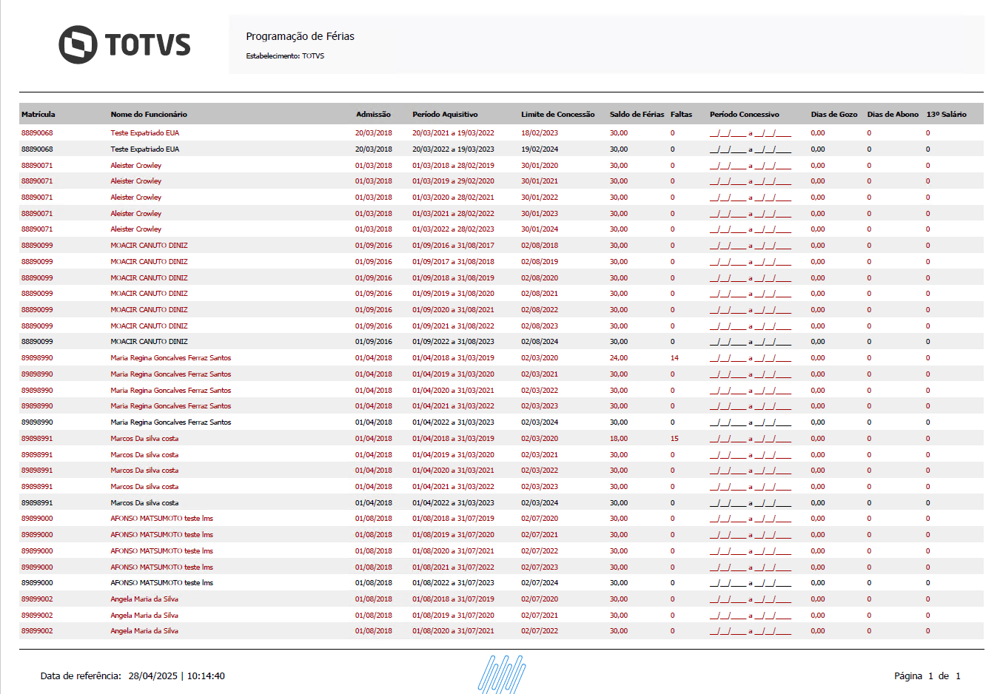 TOTVS
Programação de Férias
Estabelecimento: TOTVS
Matrícula Nome do Funcionário Admissão Período Aquisitivo Limite de Concessão Saldo de Férias Faltas Período Concessivo Dias de Gozo Dias de Abono 13º Salário
88890068 Teste Expatriado EUA 20/03/2018 20/03/2021 a 19/03/2022 18/02/2023 30,00 0 __/__/____ a __/__/____ 0,00 0 0
88890068 Teste Expatriado EUA 20/03/2018 20/03/2022 a 19/03/2023 19/02/2024 30,00 0 __/__/____ a __/__/____ 0,00 0 0
88890071 Aleister Crowley 01/03/2018 01/03/2018 a 28/02/2019 30/01/2020 30,00 0 __/__/____ a __/__/____ 0,00 0 0
88890071 Aleister Crowley 01/03/2018 01/03/2019 a 29/02/2020 30/01/2021 30,00 0 __/__/____ a __/__/____ 0,00 0 0
88890071 Aleister Crowley 01/03/2018 01/03/2020 a 28/02/2021 30/01/2022 30,00 0 __/__/____ a __/__/____ 0,00 0 0
88890071 Aleister Crowley 01/03/2018 01/03/2021 a 28/02/2022 30/01/2023 30,00 0 __/__/____ a __/__/____ 0,00 0 0
88890071 Aleister Crowley 01/03/2018 01/03/2022 a 28/02/2023 30/01/2024 30,00 0 __/__/____ a __/__/____ 0,00 0 0
88890099 MOACIR CANUTO DINIZ 01/09/2016 01/09/2016 a 31/08/2017 02/08/2018 30,00 0 __/__/____ a __/__/____ 0,00 0 0
88890099 MOACIR CANUTO DINIZ 01/09/2016 01/09/2017 a 31/08/2018 02/08/2019 30,00 0 __/__/____ a __/__/____ 0,00 0 0
88890099 MOACIR CANUTO DINIZ 01/09/2016 01/09/2018 a 31/08/2019 02/08/2020 30,00 0 __/__/____ a __/__/____ 0,00 0 0
88890099 MOACIR CANUTO DINIZ 01/09/2016 01/09/2019 a 31/08/2020 02/08/2021 30,00 0 __/__/____ a __/__/____ 0,00 0 0
88890099 MOACIR CANUTO DINIZ 01/09/2016 01/09/2020 a 31/08/2021 02/08/2022 30,00 0 __/__/____ a __/__/____ 0,00 0 0
88890099 MOACIR CANUTO DINIZ 01/09/2016 01/09/2021 a 31/08/2022 02/08/2023 30,00 0 __/__/____ a __/__/____ 0,00 0 0
88890099 MOACIR CANUTO DINIZ 01/09/2016 01/09/2022 a 31/08/2023 02/08/2024 30,00 0 __/__/____ a __/__/____ 0,00 0 0
89898990 Maria Regina Goncalves Ferraz Santos 01/04/2018 01/04/2018 a 31/03/2019 02/03/2020 24,00 14 __/__/____ a __/__/____ 0,00 0 0
89898990 Maria Regina Goncalves Ferraz Santos 01/04/2018 01/04/2019 a 31/03/2020 02/03/2021 30,00 0 __/__/____ a __/__/____ 0,00 0 0
89898990 Maria Regina Goncalves Ferraz Santos 01/04/2018 01/04/2020 a 31/03/2021 02/03/2022 30,00 0 __/__/____ a __/__/____ 0,00 0 0
89898990 Maria Regina Goncalves Ferraz Santos 01/04/2018 01/04/2021 a 31/03/2022 02/03/2023 30,00 0 __/__/____ a __/__/____ 0,00 0 0
89898990 Maria Regina Goncalves Ferraz Santos 01/04/2018 01/04/2022 a 31/03/2023 02/03/2024 30,00 0 __/__/____ a __/__/____ 0,00 0 0
89898991 Marcos Da silva costa 01/04/2018 01/04/2018 a 31/03/2019 02/03/2020 18,00 15 __/__/____ a __/__/____ 0,00 0 0
89898991 Marcos Da silva costa 01/04/2018 01/04/2019 a 31/03/2020 02/03/2021 30,00 0 __/__/____ a __/__/____ 0,00 0 0
89898991 Marcos Da silva costa 01/04/2018 01/04/2020 a 31/03/2021 02/03/2022 30,00 0 __/__/____ a __/__/____ 0,00 0 0
89898991 Marcos Da silva costa 01/04/2018 01/04/2021 a 31/03/2022 02/03/2023 30,00 0 __/__/____ a __/__/____ 0,00 0 0
89898991 Marcos Da silva costa 01/04/2018 01/04/2022 a 31/03/2023 02/03/2024 30,00 0 __/__/____ a __/__/____ 0,00 0 0
89899000 AFONSO MATSUMOTO teste lms 01/08/2018 01/08/2018 a 31/07/2019 02/07/2020 30,00 0 __/__/____ a __/__/____ 0,00 0 0
89899000 AFONSO MATSUMOTO teste lms 01/08/2018 01/08/2019 a 31/07/2020 02/07/2021 30,00 0 __/__/____ a __/__/____ 0,00 0 0
89899000 AFONSO MATSUMOTO teste lms 01/08/2018 01/08/2020 a 31/07/2021 02/07/2022 30,00 0 __/__/____ a __/__/____ 0,00 0 0
89899000 AFONSO MATSUMOTO teste lms 01/08/2018 01/08/2021 a 31/07/2022 02/07/2023 30,00 0 __/__/____ a __/__/____ 0,00 0 0
89899000 AFONSO MATSUMOTO teste lms 01/08/2018 01/08/2022 a 31/07/2023 02/07/2024 30,00 0 __/__/____ a __/__/____ 0,00 0 0
89899002 Angela Maria da Silva 01/08/2018 01/08/2018 a 31/07/2019 02/07/2020 30,00 0 __/__/____ a __/__/____ 0,00 0 0
89899002 Angela Maria da Silva 01/08/2018 01/08/2019 a 31/07/2020 02/07/2021 30,00 0 __/__/____ a __/__/____ 0,00 0 0
89899002 Angela Maria da Silva 01/08/2018 01/08/2020 a 31/07/2021 02/07/2022 30,00 0 __/__/____ a __/__/____ 0,00 0 0
Data de referência: 28/04/2025 | 10:14:40
Página 1 de 1